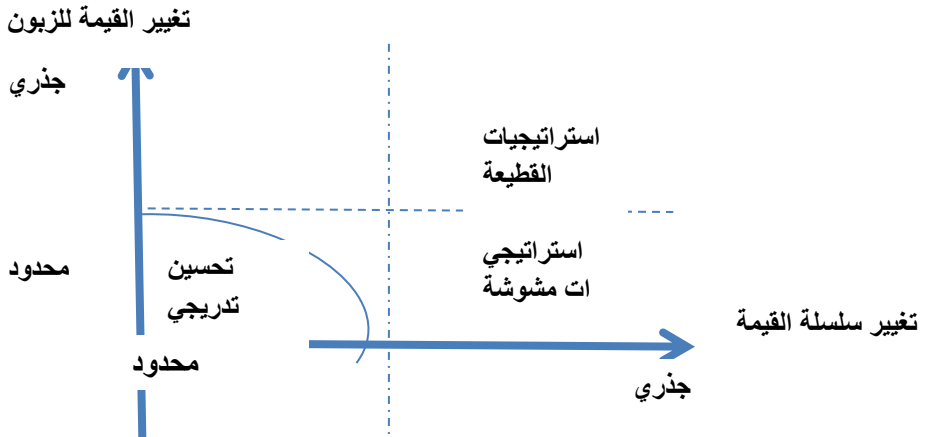 تغيير القيمة للزبون
جذري
استراتيجيات
القطيعة
محدود
تحسين
تدريجي
استراتيجي
ات مشوشة
تغيير سلسلة القيمة
محدود
جذري